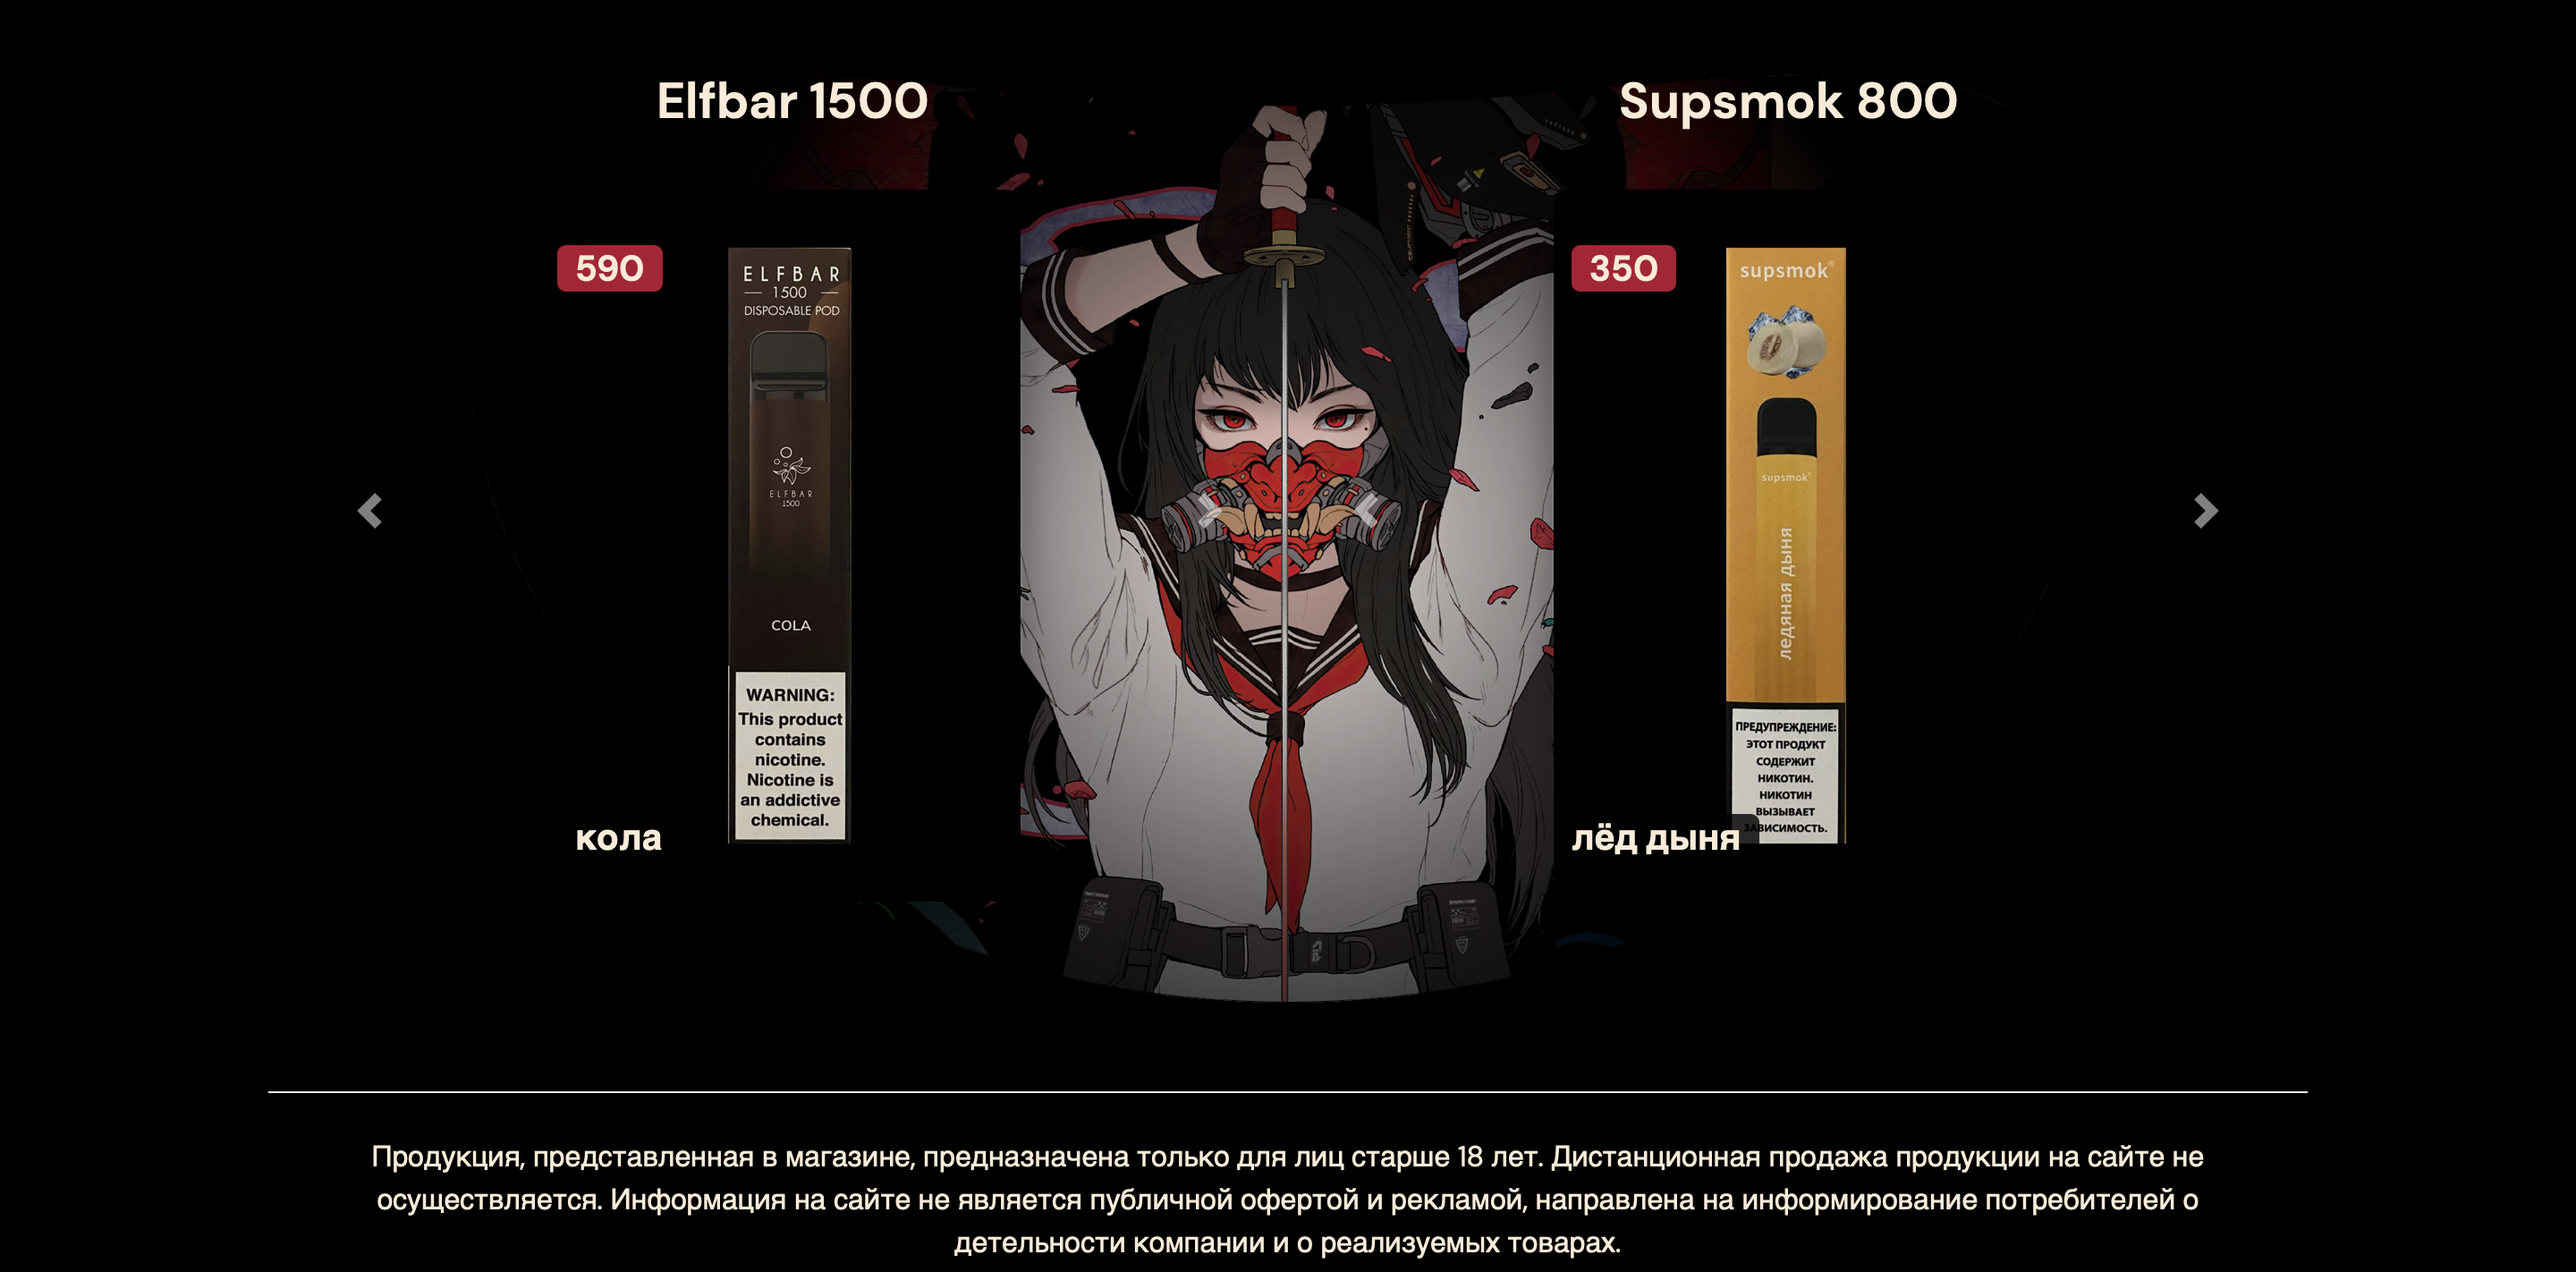 Elfbar 1500
Supsmok 800
590
ELFBAR
1500
DISPOSABLE POD
ELFBAR
1500
COLA
WARNING:
This product
contains
nicotine.
Nicotine is
an addictive
chemical.
кола
350
supsmok®
supsmok®
ледяная дыня
ПРЕДУПРЕЖДЕНИЕ:
ЭТОТ ПРОДУКТ
СОДЕРЖИТ
НИКОТИН.
НИКОТИН
ВЫЗЫВАЕТ
ЗАВИСИМОСТЬ.
лёд дыня
Продукция, представленная в магазине, предназначена только для лиц старше 18 лет. Дистанционная продажа продукции на сайте не
осуществляется. Информация на сайте не является публичной офертой и рекламой, направлена на информирование потребителей о
детельности компании и о реализуемых товарах.